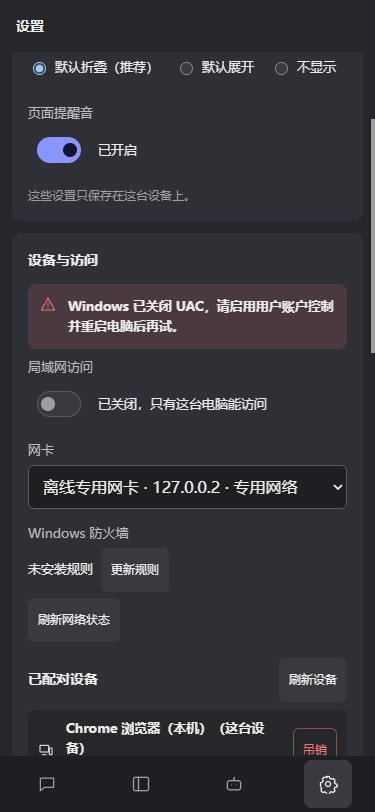 设置
默认折叠（推荐） 默认展开 不显示
页面提醒音
已开启
这些设置只保存在这台设备上。
设备与访问
Windows 已关闭 UAC，请启用用户账户控制
并重启电脑后再试。
局域网访问
已关闭，只有这台电脑能访问
网卡
离线专用网卡 · 127.0.0.2 · 专用网络
Windows 防火墙
未安装规则 更新规则
刷新网络状态
已配对设备 刷新设备
Chrome 浏览器（本机）（这台设
备）
吊销